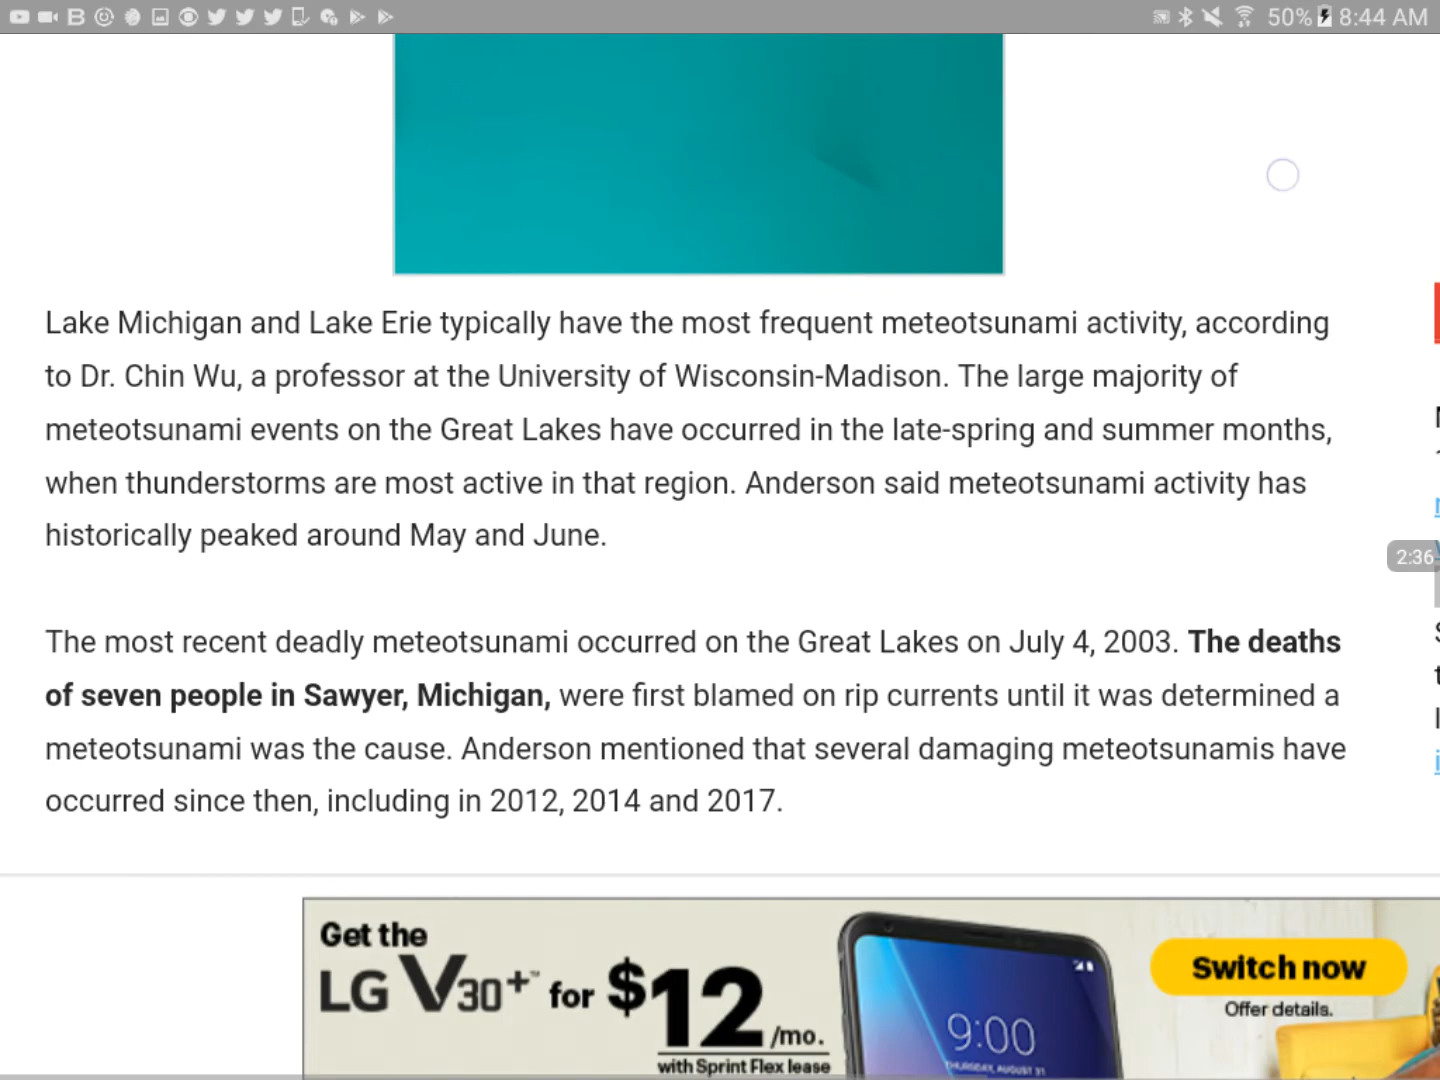 50% 8:44 AM
Lake Michigan and Lake Erie typically have the most frequent meteotsunami activity, according
to Dr. Chin Wu, a professor at the University of Wisconsin-Madison. The large majority of
meteotsunami events on the Great Lakes have occurred in the late-spring and summer months,
when thunderstorms are most active in that region. Anderson said meteotsunami activity has
historically peaked around May and June.
2:36
The most recent deadly meteotsunami occurred on the Great Lakes on July 4, 2003. The deaths
of seven people in Sawyer, Michigan, were first blamed on rip currents until it was determined a
meteotsunami was the cause. Anderson mentioned that several damaging meteotsunamis have
occurred since then, including in 2012, 2014 and 2017.
Get the
LG V30+™ for $12 /mo.
with Sprint Flex lease
9:00
THURSDAY, AUGUST 31
Switch now
Offer details.